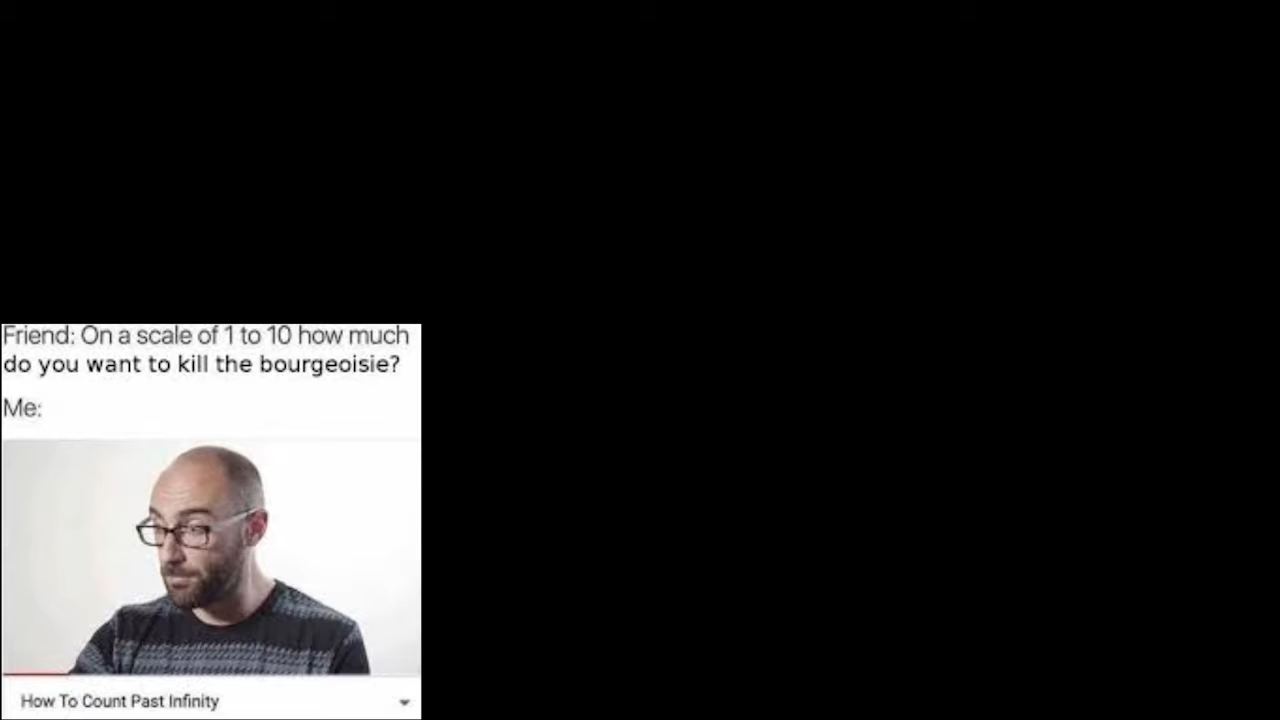 Friend: On a scale of 1 to 10 how much
do you want to kill the bourgeoisie?
Me:
How To Count Past Infinity